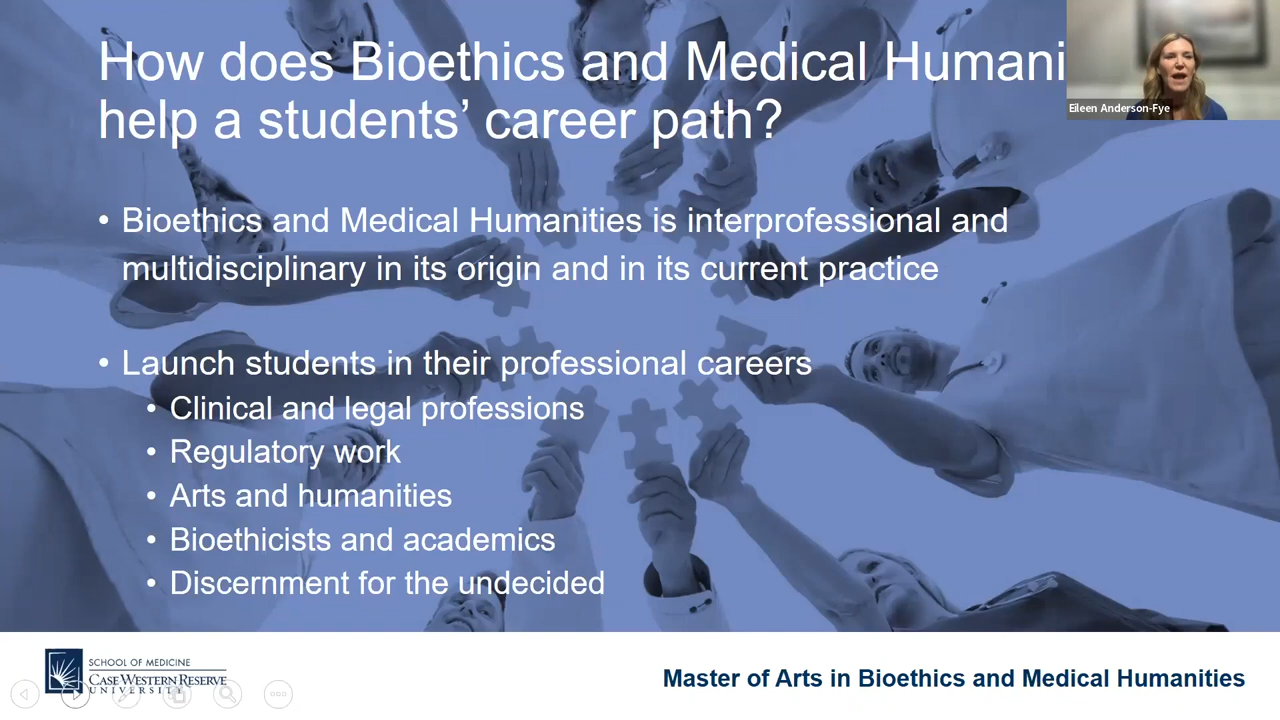 How does Bioethics and Medical Humani
help a students’ career path?
Eileen Anderson-Fye
• Bioethics and Medical Humanities is interprofessional and
multidisciplinary in its origin and in its current practice
• Launch students in their professional careers
• Clinical and legal professions
• Regulatory work
• Arts and humanities
• Bioethicists and academics
• Discernment for the undecided
SCHOOL OF MEDICINE
CASE WESTERN RESERVE
UNIVERSITY
Master of Arts in Bioethics and Medical Humanities